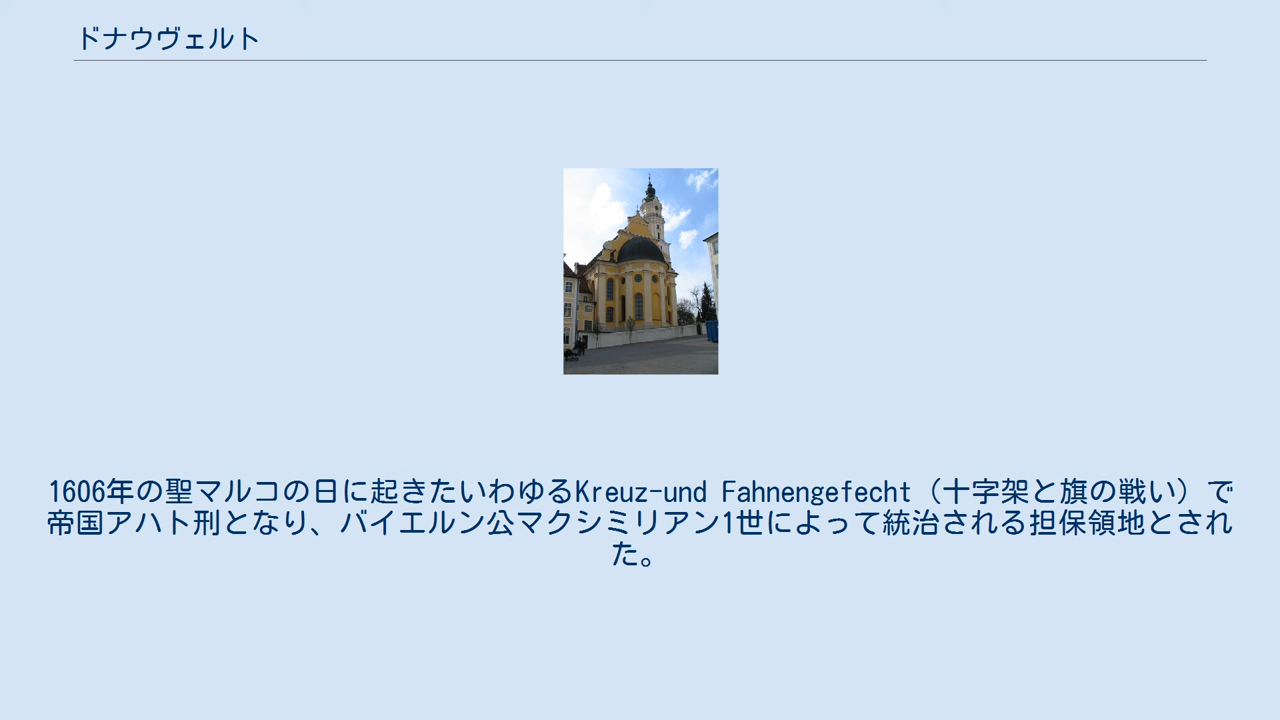 ドナウヴェルト
1606年の聖マルコの日に起きたいわゆるKreuz-und Fahnengefecht（十字架と旗の戦い）で
帝国アハト刑となり、バイエルン公マクシミリアン1世によって統治される担保領地とされ
た。